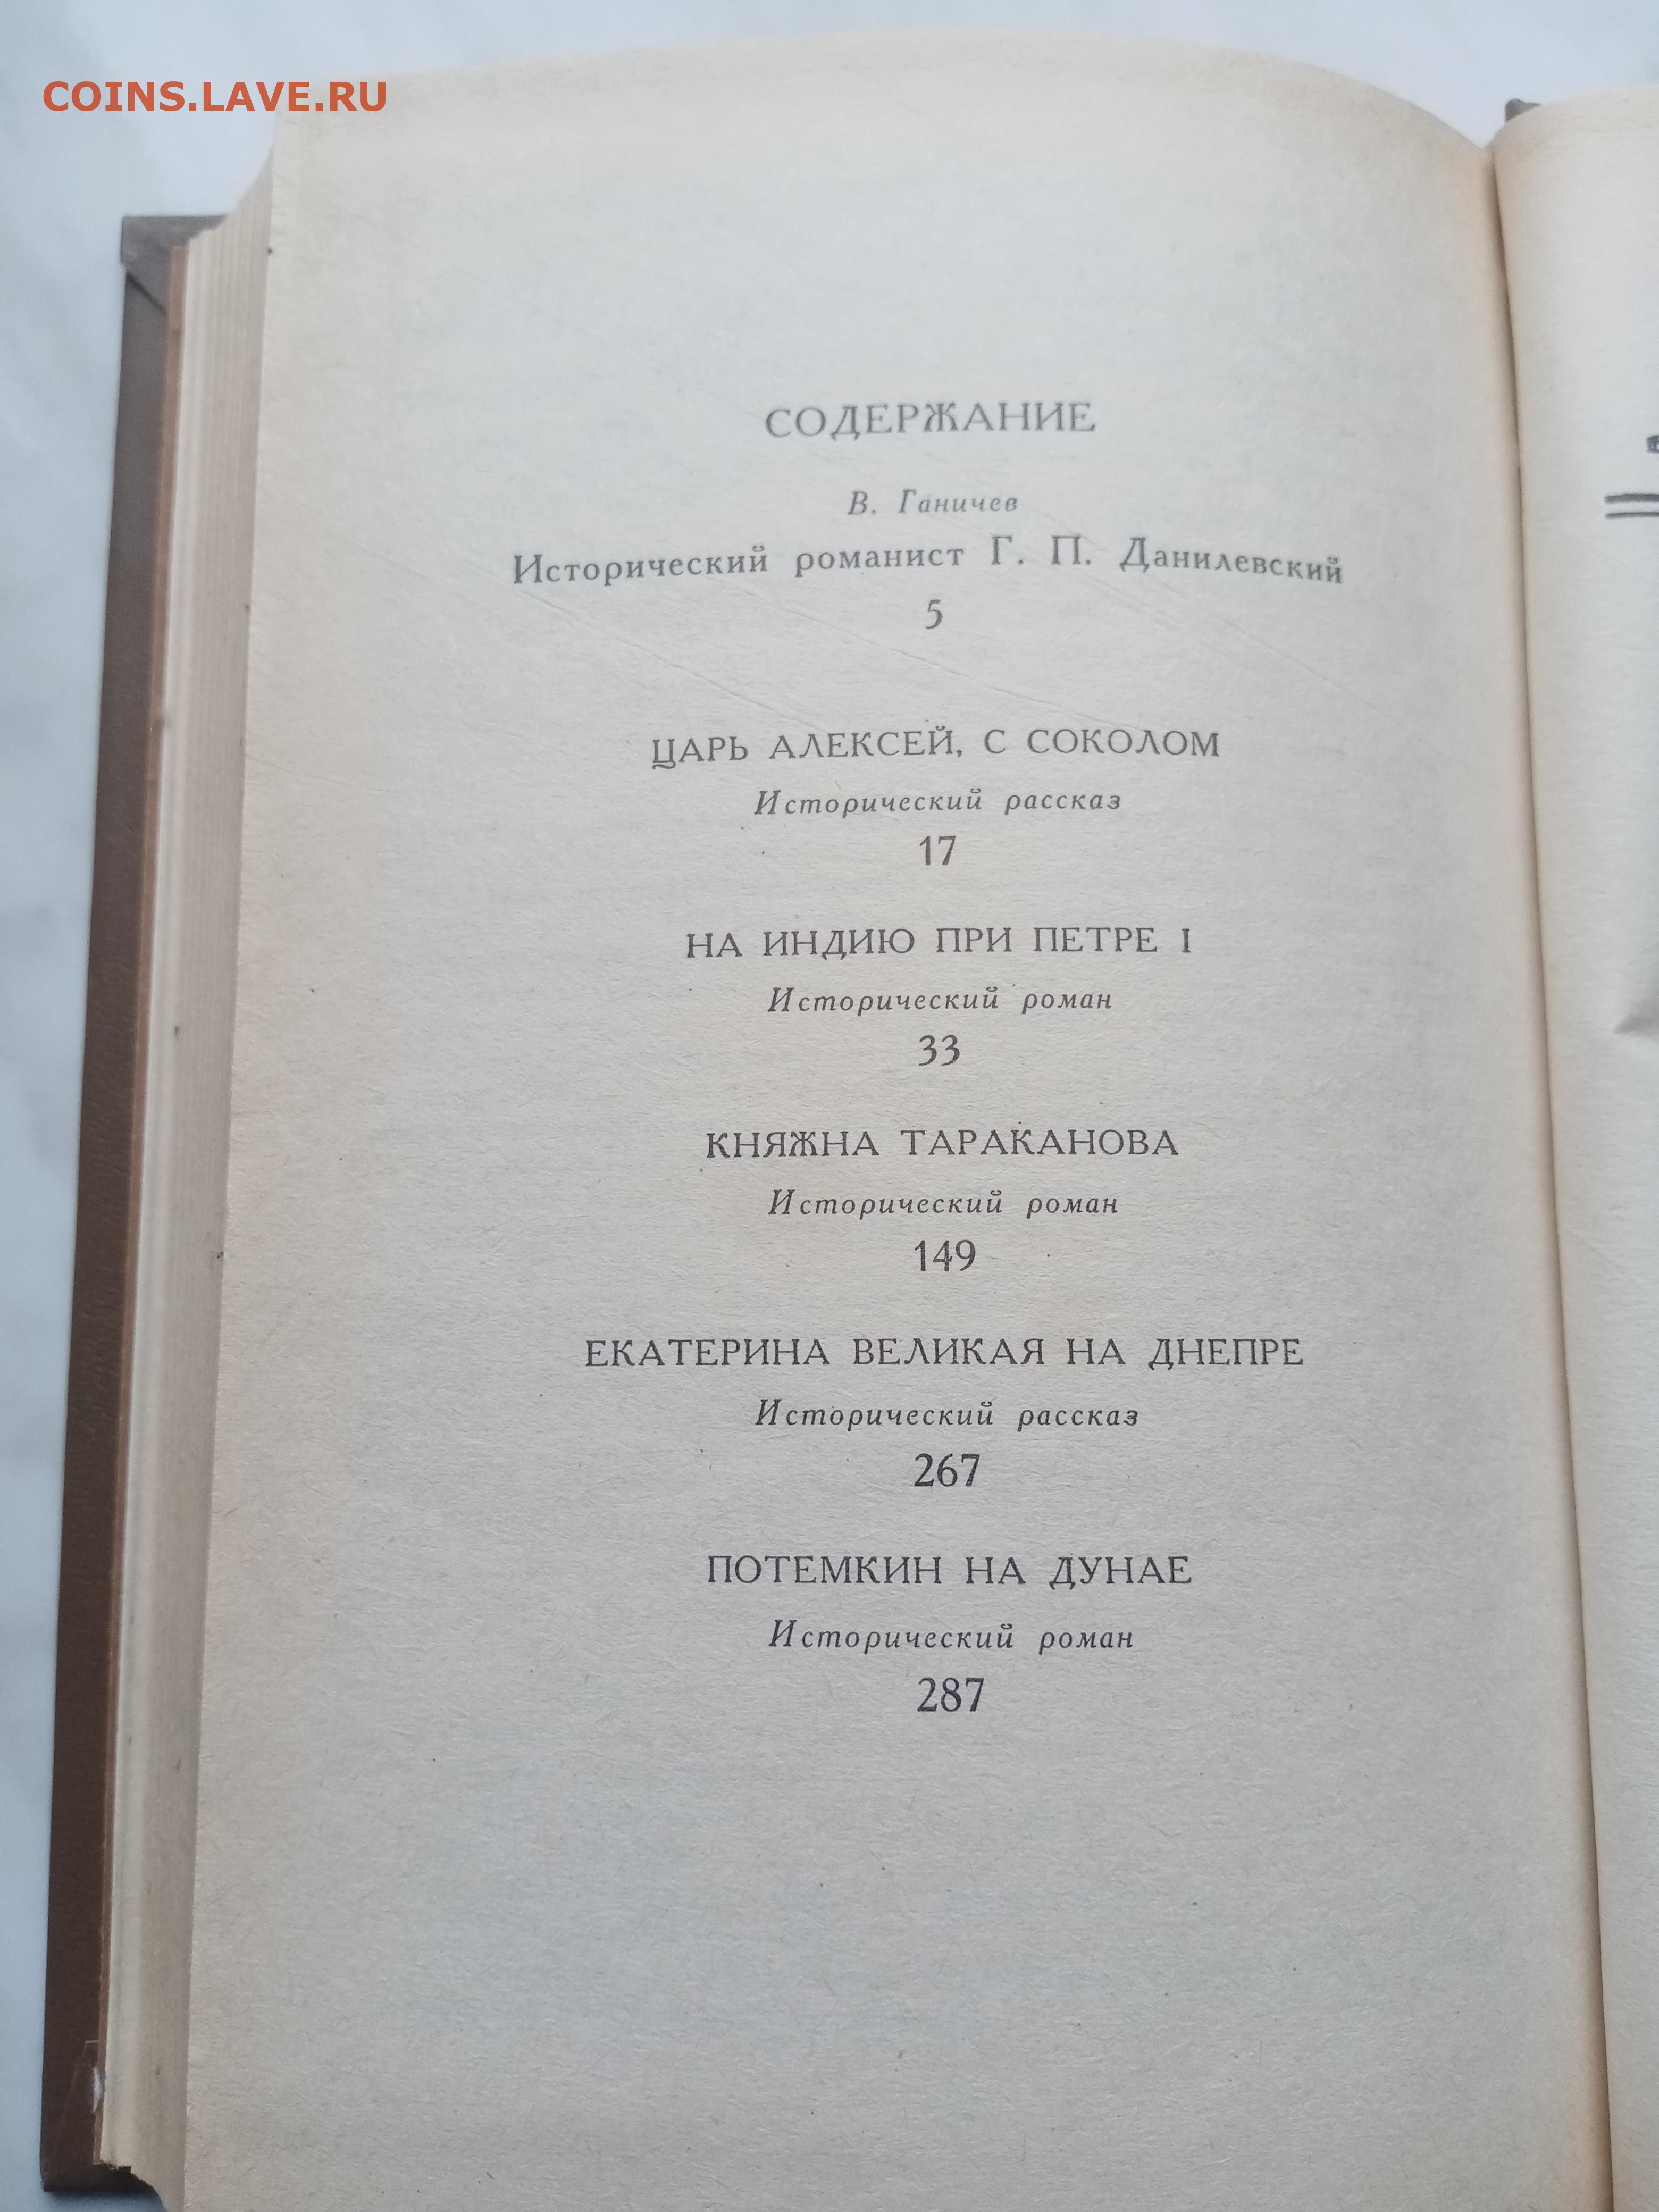 COINS.LAVE.RU
СОДЕРЖАНИЕ
В. Ганичев
Исторический романист Г. П. Данилевский
5
ЦАРЬ АЛЕКСЕЙ, С СОКОЛОМ
Исторический рассказ
17
НА ИНДИЮ ПРИ ПЕТРЕ I
Исторический роман
33
КНЯЖНА ТАРАКАНОВА
Исторический роман
149
ЕКАТЕРИНА ВЕЛИКАЯ НА ДНЕПРЕ
Исторический рассказ
267
ПОТЕМКИН НА ДУНАЕ
Исторический роман
287